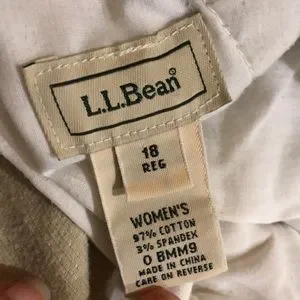 L.L.Bean®
18
REG
WOMEN'S
97% COTTON
3% SPANDEX
0 BMM9
MADE IN CHINA
CARE ON REVERSE